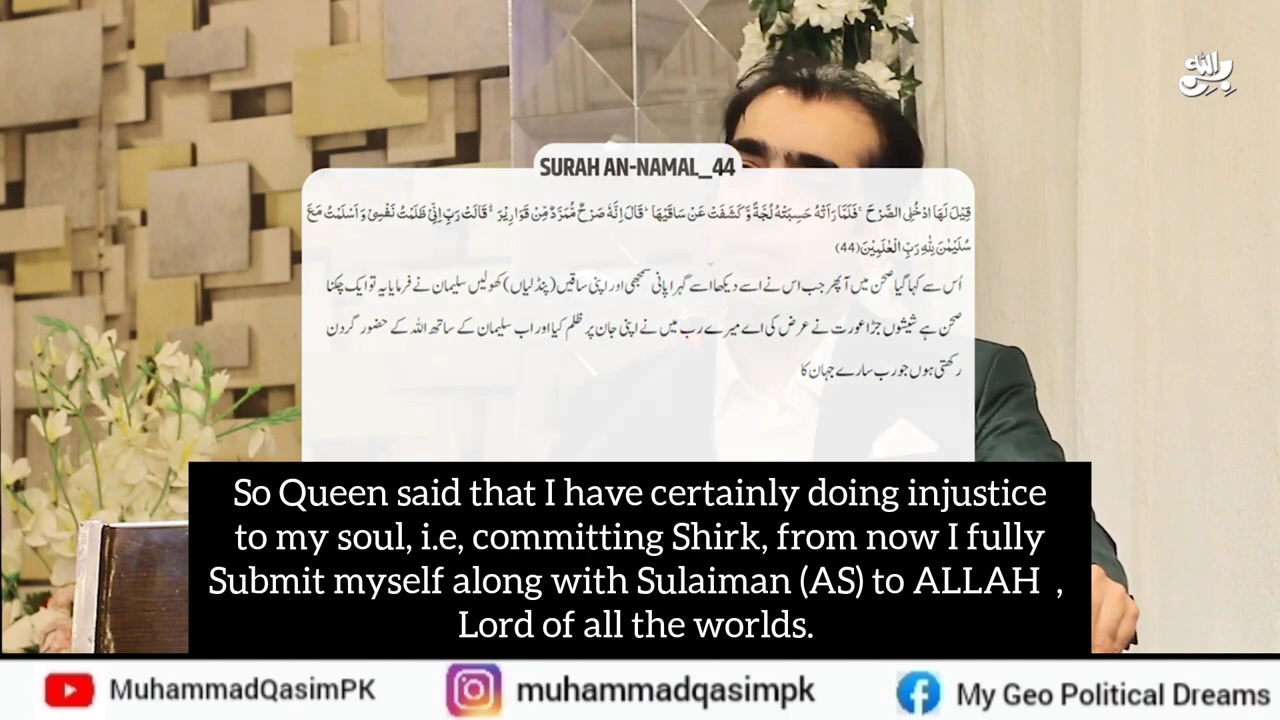 بسم الله
SURAH AN-NAMAL_44
قِيْلَ لَهَا ادْخُلِی الصَّرْحَ ۚ فَلَمَّا رَاَتْهُ حَسِبَتْهُ لُجَّةً وَّ كَشَفَتْ عَنْ سَاقَیْهَا ؕ قَالَ اِنَّهٗ صَرْحٌ مُّمَرَّدٌ مِّنْ قَوَارِیْرَ ۬ؕ قَالَتْ رَبِّ اِنِّیْ ظَلَمْتُ نَفْسِیْ وَ اَسْلَمْتُ مَعَ
سُلَیْمٰنَ لِلّٰهِ رَبِّ الْعٰلَمِیْنَ(44)
اُس سے کہا گیا صحن میں آ پھر جب اس نے اسے دیکھا اسے گہرا پانی سمجھی اور اپنی ساقیں (پنڈلیاں) کھولیں سلیمان نے فرمایا یہ تو ایک چکنا
صحن ہے شیشوں جڑا عورت نے عرض کی اے میرے رب میں نے اپنی جان پر ظلم کیا اور اب سلیمان کے ساتھ اللہ کے حضور گردن
رکھتی ہوں جو رب سارے جہان کا
So Queen said that I have certainly doing injustice
to my soul, i.e, committing Shirk, from now I fully
Submit myself along with Sulaiman (AS) to ALLAH ,
Lord of all the worlds.
MuhammadQasimPK
muhammadqasimpk
My Geo Political Dreams